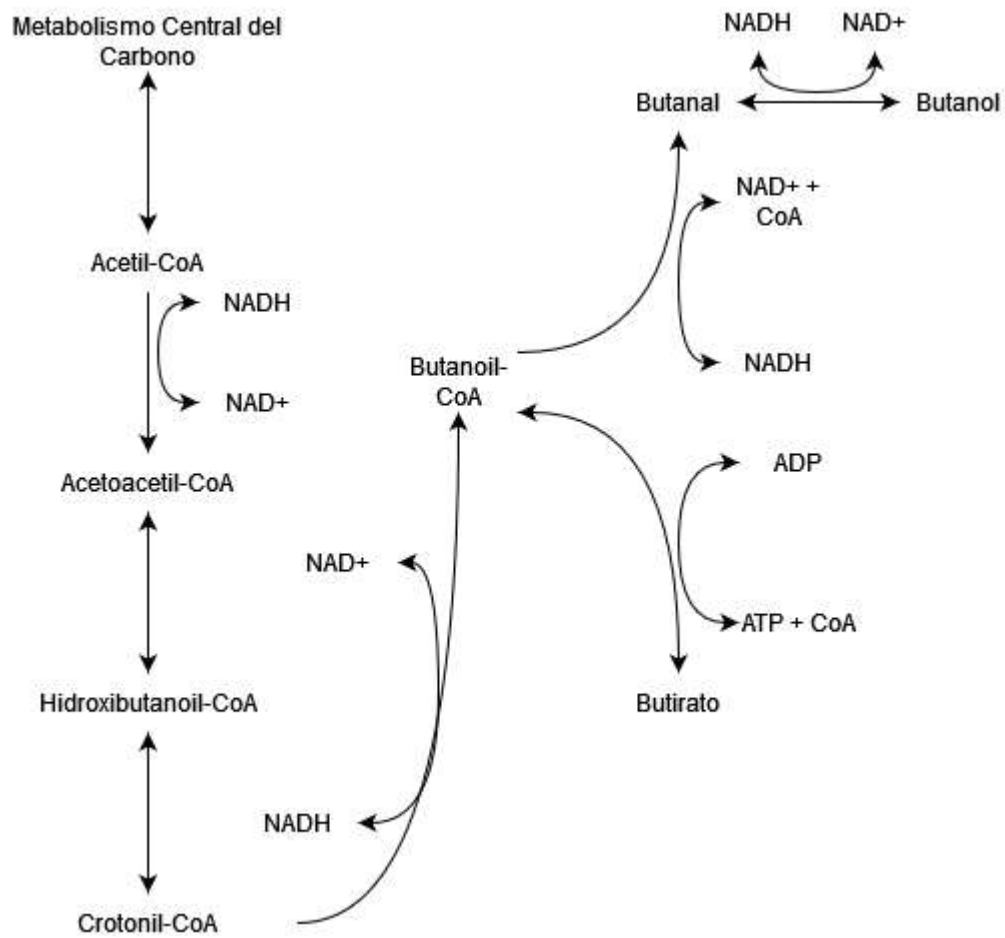 Metabolismo Central del
Carbono
NADH
NAD+
Butanal
Butanol
NAD+ +
CoA
Acetil-CoA
NADH
NAD+
Butanoil-
CoA
NADH
Acetoacetil-CoA
ADP
NAD+
ATP + CoA
Hidroxibutanoil-CoA
Butirato
NADH
Crotonil-CoA